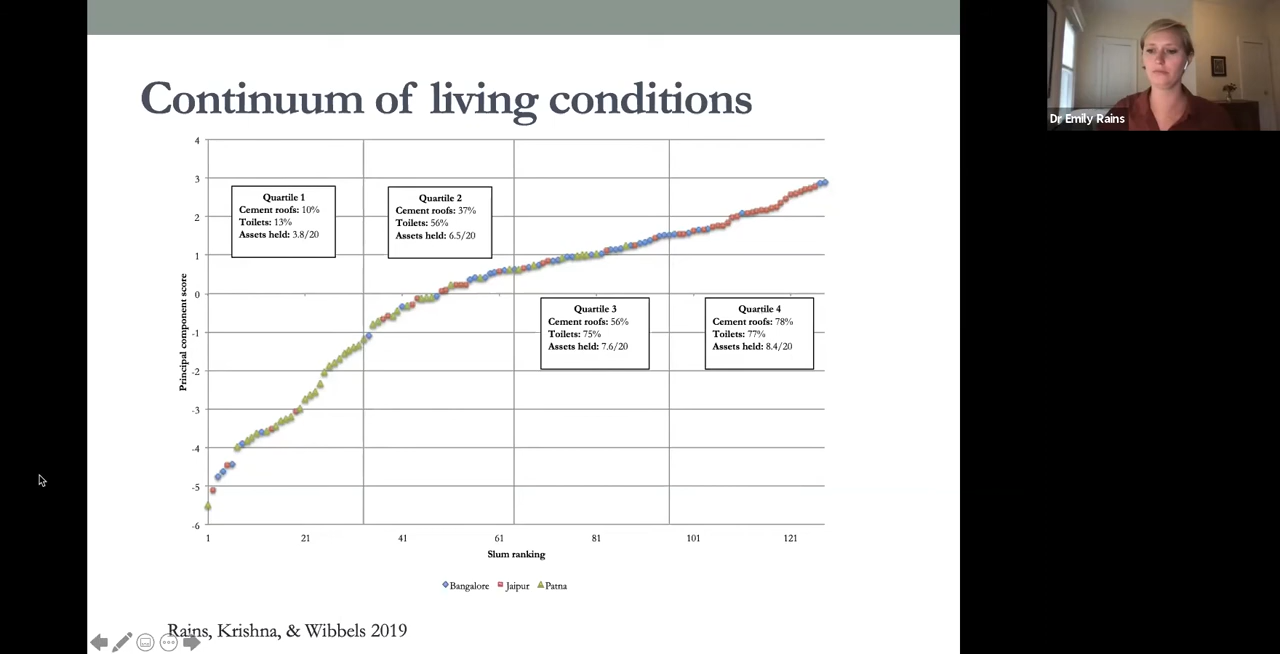 Continuum of living conditions
4
3
2
1
0
-1
-2
-3
-4
-5
-6
Principal component score
Quartile 1
Cement roofs: 10%
Toilets: 13%
Assets held: 3.8/20
Quartile 2
Cement roofs: 37%
Toilets: 56%
Assets held: 6.5/20
Quartile 3
Cement roofs: 56%
Toilets: 75%
Assets held: 7.6/20
Quartile 4
Cement roofs: 78%
Toilets: 77%
Assets held: 8.4/20
1 21 41 61 81 101 121
Slum ranking
Bangalore Jaipur Patna
Rains, Krishna, & Wibbels 2019
Dr Emily Rains